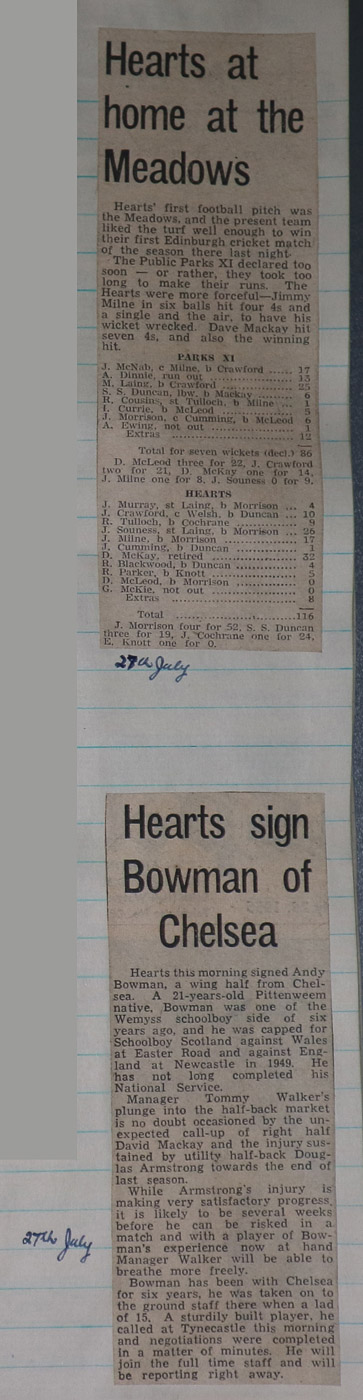 Hearts at
home at the
Meadows
Hearts' first football pitch was
the Meadows, and the present team
liked the turf well enough to win
their first Edinburgh cricket match
of the season there last night.
The Public Parks XI declared too
soon — or rather, they took too
long to make their runs. The
Hearts were more forceful—Jimmy
Milne in six balls hit four 4s and
a single and the air, to have his
wicket wrecked. Dave Mackay hit
seven 4s, and also the winning
hit.
PARKS XI
J. McNab, c Milne, b Crawford ...... 17
A. Dinnie, run out ..................... 13
M. Laing, b Crawford .................. 25
S. S. Duncan, lbw, b Mackay ...... 6
R. Cousins, st Tulloch, b Milne ... 1
I. Currie, b McLeod .................. 5
J. Morrison, c Cumming, b McLeod 6
A. Ewing, not out ..................... 1
Extras ........................... 12
Total for seven wickets (decl.) 86
D. McLeod three for 22, J. Crawford
two for 21, D. McKay one for 14,
J. Milne one for 8, J. Souness 0 for 9.
HEARTS
J. Murray, st Laing, b Morrison ... 4
J. Crawford, c Welsh, b Duncan ... 10
R. Tulloch, b Cochrane ............... 9
J. Souness, st Laing, b Morrison ... 26
J. Milne, b Morrison .................. 17
J. Cumming, b Duncan ............... 1
D. McKay, retired ..................... 32
R. Blackwood, b Duncan ............ 4
R. Parker, b Knott ..................... 5
D. McLeod, b Morrison ............... 0
G. McKie, not out ..................... 0
Extras ........................... 8
Total ........................... 116
J. Morrison four for 52, S. S. Duncan
three for 19, J. Cochrane one for 24,
E. Knott one for 0.
27th July
Hearts sign
Bowman of
Chelsea
Hearts this morning signed Andy
Bowman, a wing half from Chel-
sea. A 21-years-old Pittenweem
native, Bowman was one of the
Wemyss schoolboy side of six
years ago, and he was capped for
Schoolboy Scotland against Wales
at Easter Road and against Eng-
land at Newcastle in 1949. He
has not long completed his
National Service.
Manager Tommy Walker's
plunge into the half-back market
is no doubt occasioned by the un-
expected call-up of right half
David Mackay and the injury sus-
tained by utility half-back Doug-
las Armstrong towards the end of
last season.
While Armstrong's injury is
making very satisfactory progress,
it is likely to be several weeks
before he can be risked in a
match and with a player of Bow-
man's experience now at hand
Manager Walker will be able to
breathe more freely.
Bowman has been with Chelsea
for six years, he was taken on to
the ground staff there when a lad
of 15. A sturdily built player, he
called at Tynecastle this morning
and negotiations were completed
in a matter of minutes. He will
join the full time staff and will
be reporting right away.
27th July